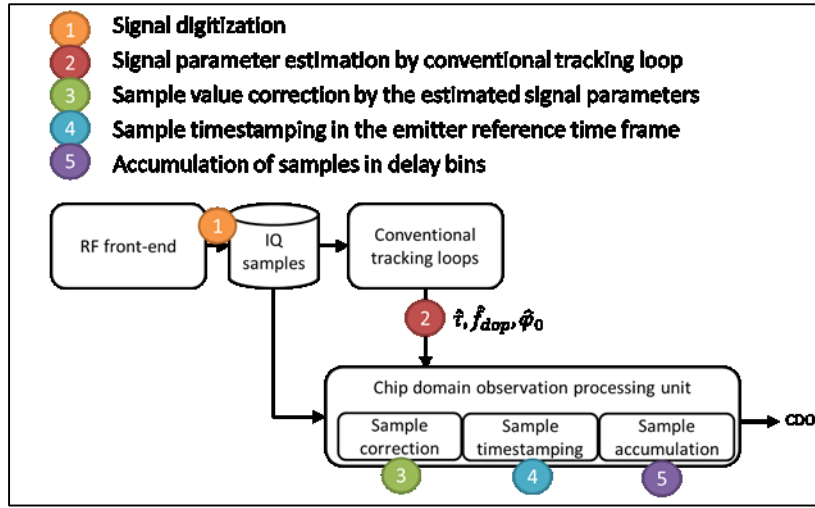 1 Signal digitization
2 Signal parameter estimation by conventional tracking loop
3 Sample value correction by the estimated signal parameters
4 Sample timestamping in the emitter reference time frame
5 Accumulation of samples in delay bins
RF front-end
1
IQ
samples
Conventional
tracking loops
2 τ̂, f̂_dop, φ̂_0
Chip domain observation processing unit
Sample
correction
Sample
timestamping
Sample
accumulation
CDO
3
4
5